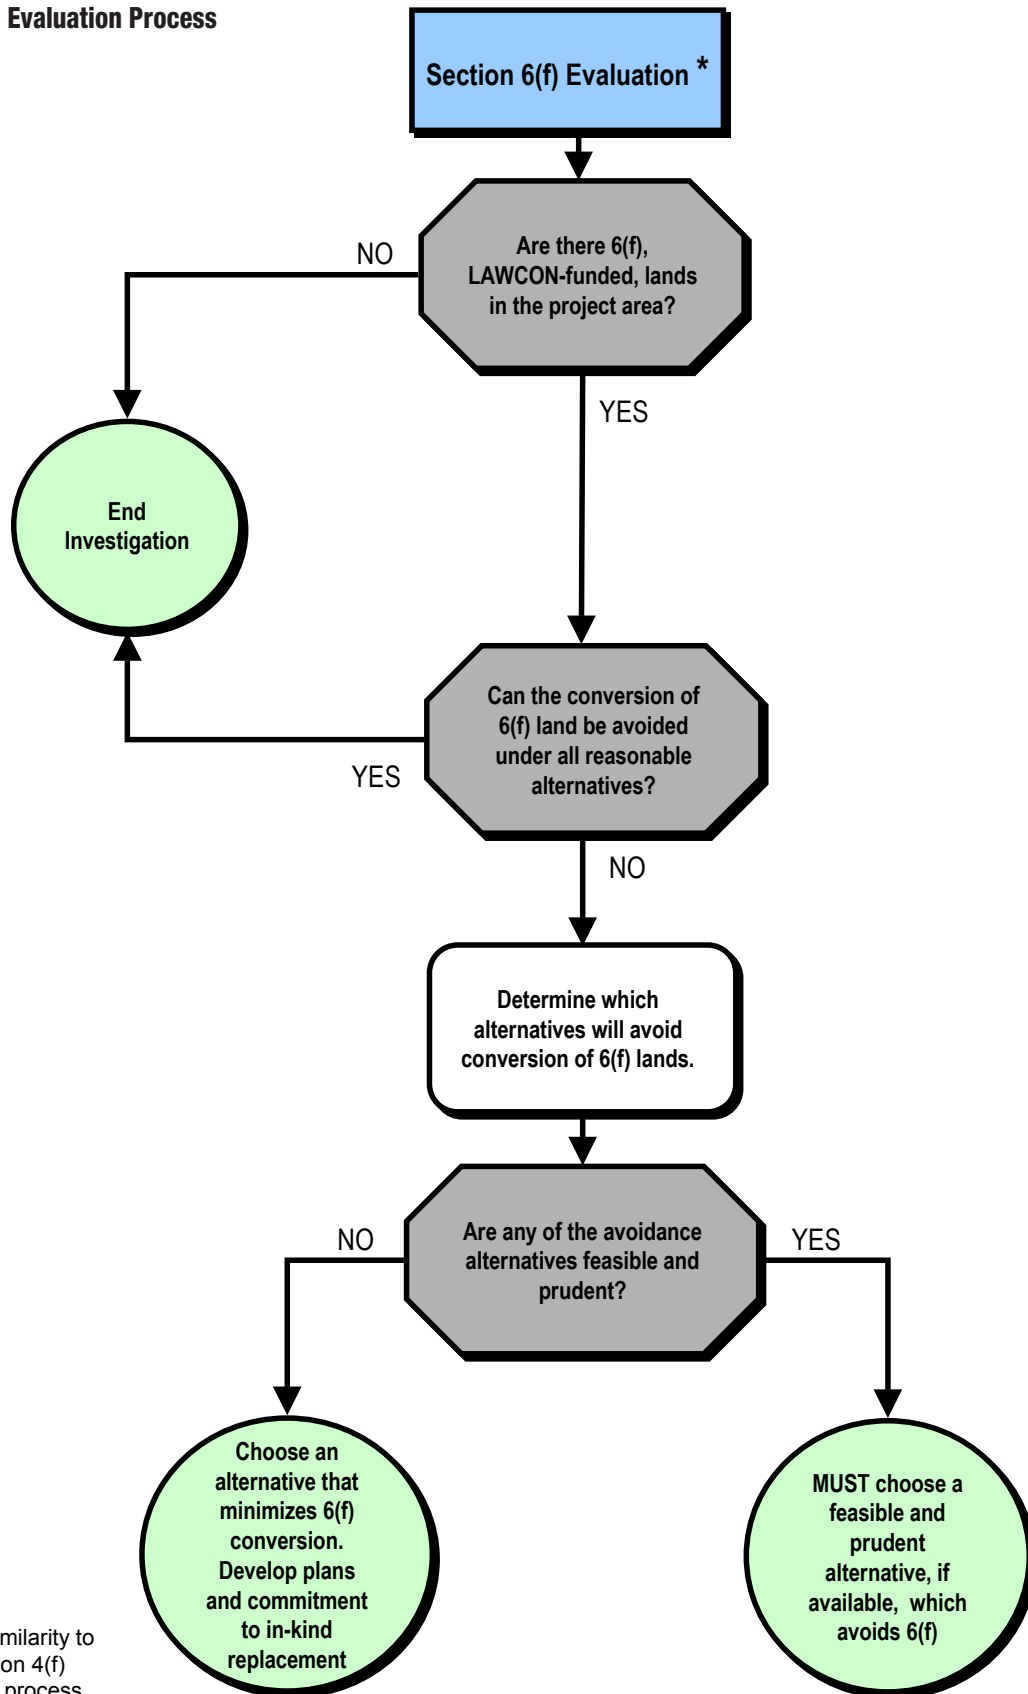 Evaluation Process
Section 6(f) Evaluation *
Are there 6(f),
LAWCON-funded, lands
in the project area?
NO
YES
End
Investigation
Can the conversion of
6(f) land be avoided
under all reasonable
alternatives?
YES
NO
Determine which
alternatives will avoid
conversion of 6(f) lands.
Are any of the avoidance
alternatives feasible and
prudent?
NO
YES
Choose an
alternative that
minimizes 6(f)
conversion.
Develop plans
and commitment
to in-kind
replacement
MUST choose a
feasible and
prudent
alternative, if
available, which
avoids 6(f)
milarity to
on 4(f)
process